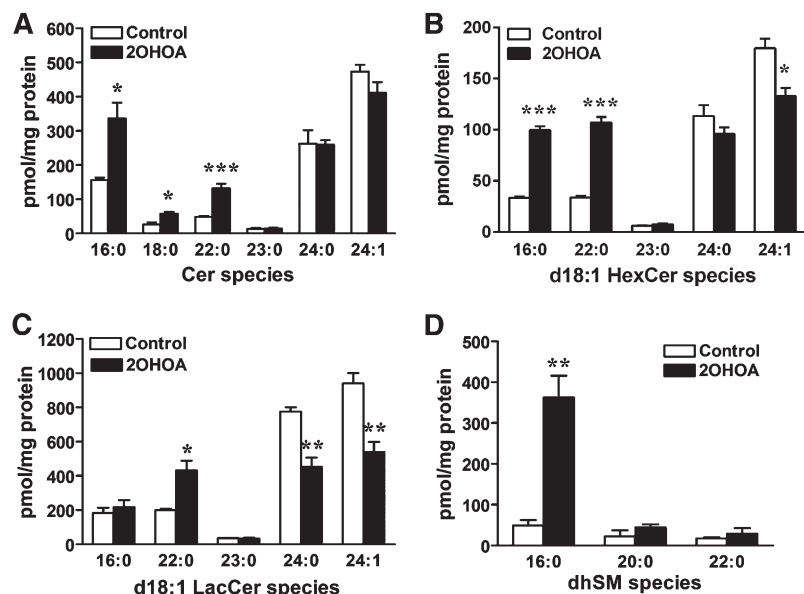 A
Control
2OHOA
pmol/mg protein
600
500
400
300
200
100
0
*
*
***
16:0 18:0 22:0 23:0 24:0 24:1
Cer species
B
Control
2OHOA
pmol/mg protein
200
150
100
50
0
***
***
*
16:0 22:0 23:0 24:0 24:1
d18:1 HexCer species
C
Control
2OHOA
pmol/mg protein
1200
1000
800
600
400
200
0
*
**
**
16:0 22:0 23:0 24:0 24:1
d18:1 LacCer species
D
Control
2OHOA
pmol/mg protein
500
400
300
200
100
0
**
16:0 20:0 22:0
dhSM species